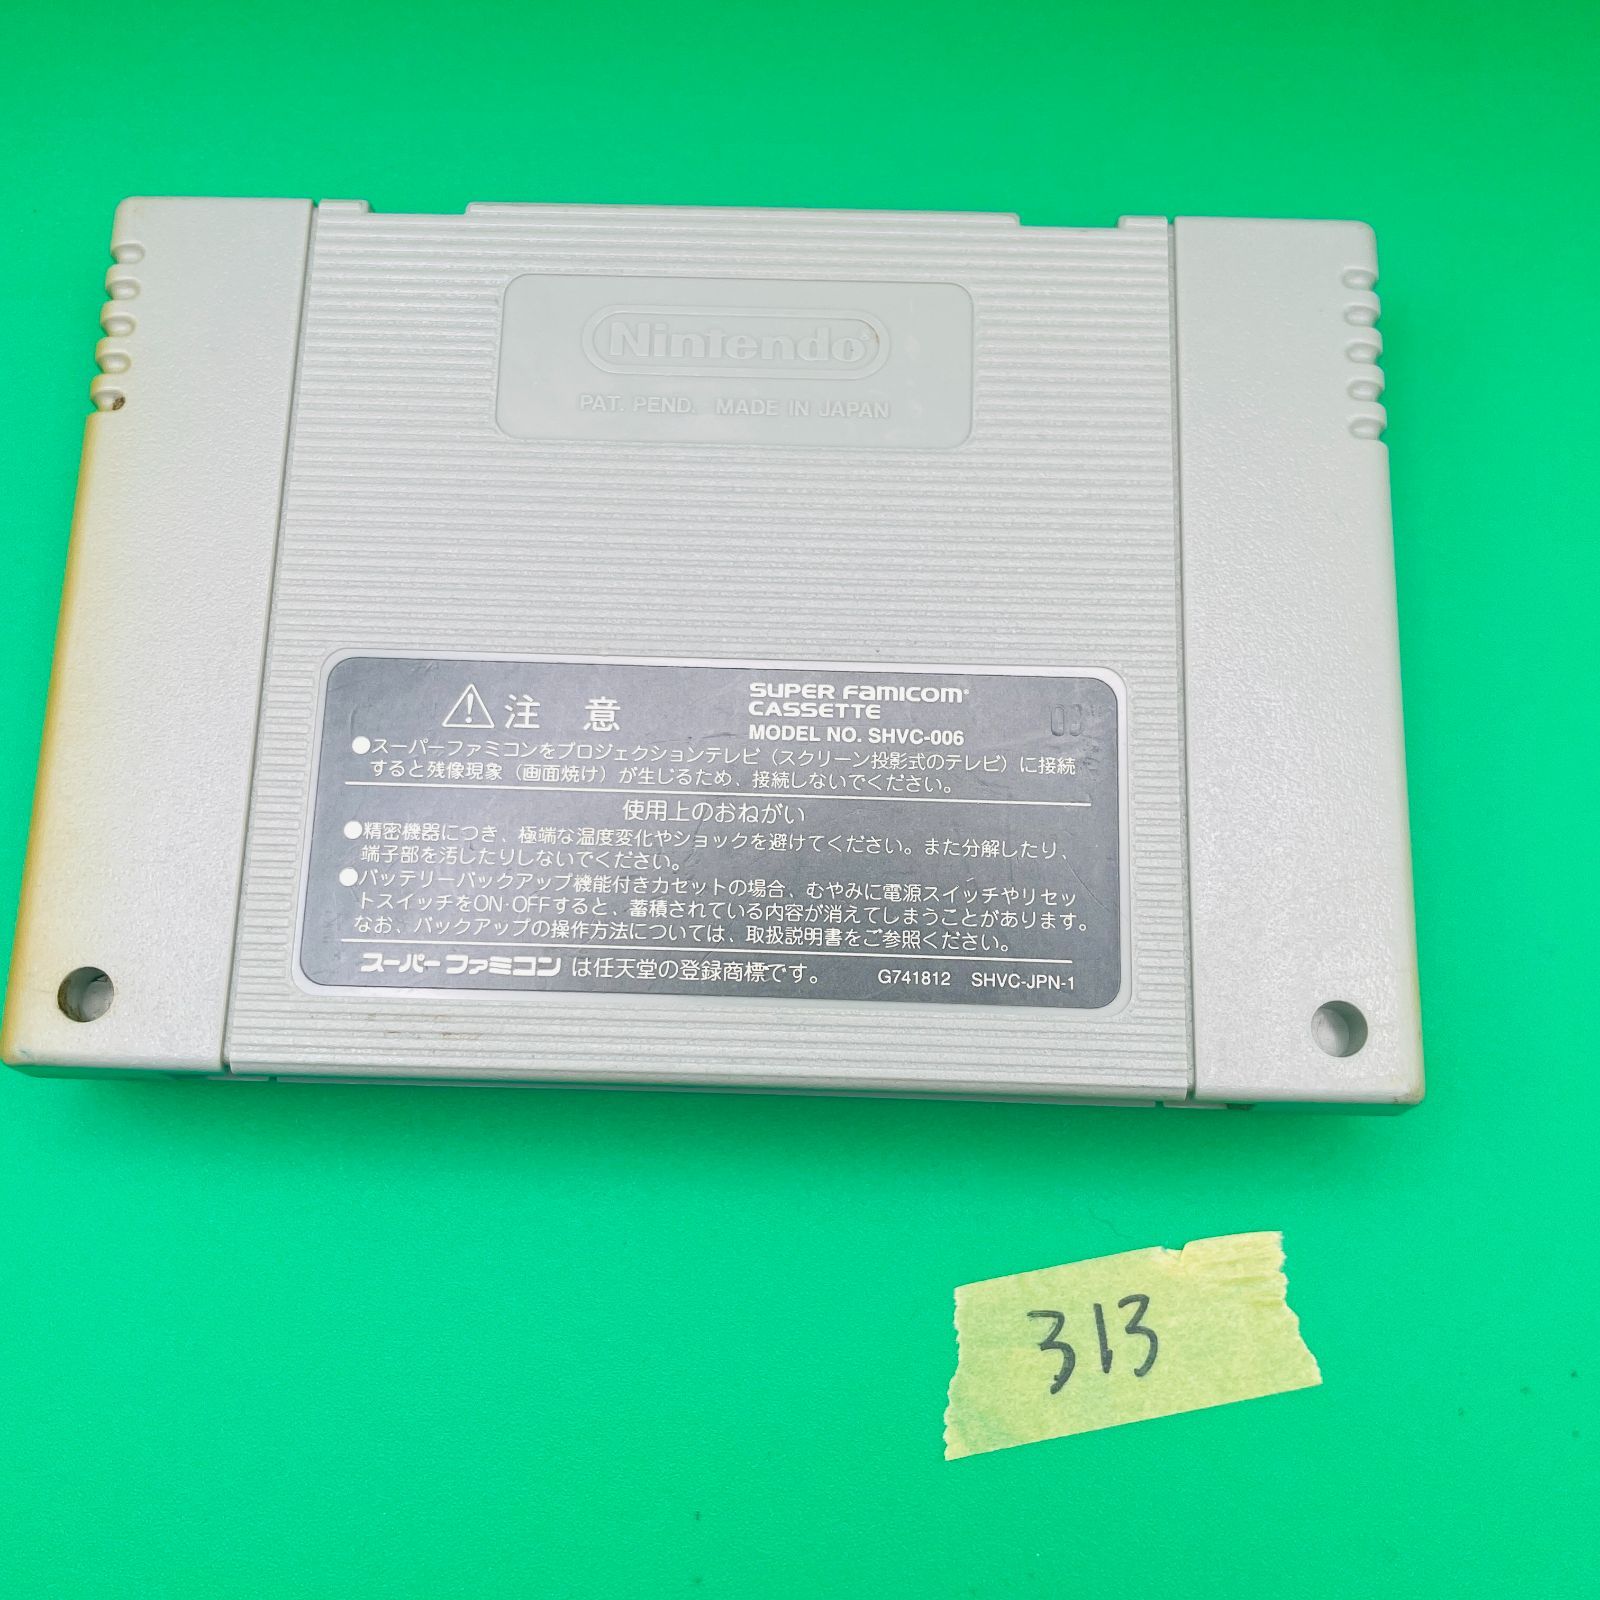 Nintendo®
PAT. PEND. MADE IN JAPAN
注 意
SUPER FAMICOM®
CASSETTE
MODEL NO. SHVC-006
●スーパーファミコンをプロジェクションテレビ（スクリーン投影式のテレビ）に接続
すると残像現象（画面焼け）が生じるため、接続しないでください。
使用上のおねがい
●精密機器につき、極端な温度変化やショックを避けてください。また分解したり、
端子部を汚したりしないでください。
●バッテリーバックアップ機能付きカセットの場合、むやみに電源スイッチやリセッ
トスイッチをON・OFFすると、蓄積されている内容が消えてしまうことがあります。
なお、バックアップの操作方法については、取扱説明書をご参照ください。
スーパーファミコン は任天堂の登録商標です。
G741812 SHVC-JPN-1
313